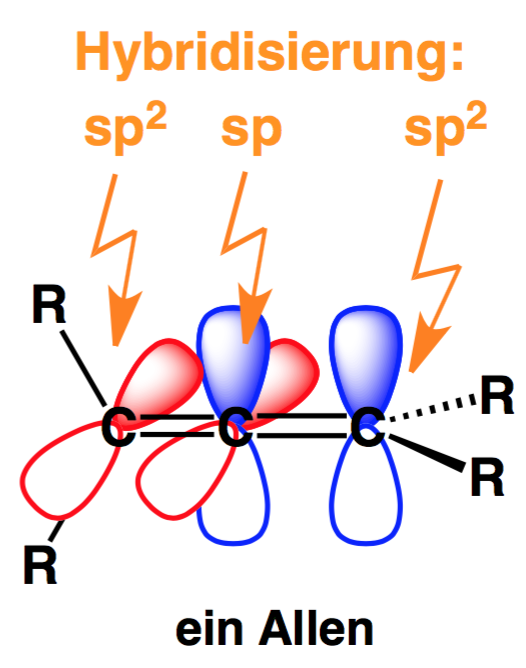 Hybridisierung:
sp² sp sp²
R
R
C C C
R
R
ein Allen